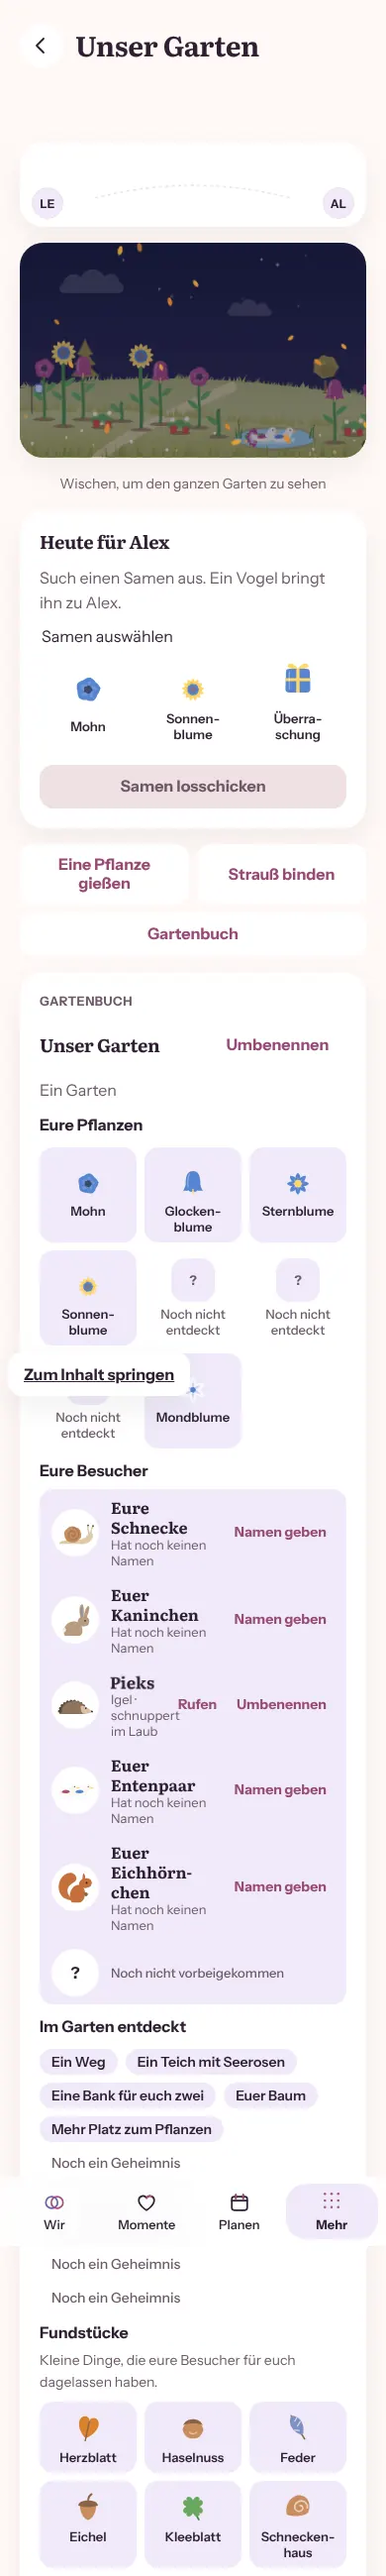 Unser Garten
LE
AL
Wischen, um den ganzen Garten zu sehen
Heute für Alex
Such einen Samen aus. Ein Vogel bringt
ihn zu Alex.
Samen auswählen
Mohn
Sonnen-
blume
Überra-
schung
Samen losschicken
Eine Pflanze
gießen
Strauß binden
Gartenbuch
GARTENBUCH
Unser Garten
Umbenennen
Ein Garten
Eure Pflanzen
Mohn
Glocken-
blume
Sternblume
Sonnen-
blume
?
Noch nicht
entdeckt
?
Noch nicht
entdeckt
Zum Inhalt springen
Noch nicht
entdeckt
Mondblume
Eure Besucher
Eure
Schnecke
Hat noch keinen
Namen
Namen geben
Euer
Kaninchen
Hat noch keinen
Namen
Namen geben
Pieks
Igel ·
schnuppert
im Laub
Rufen
Umbenennen
Euer
Entenpaar
Hat noch keinen
Namen
Namen geben
Euer
Eichhörn-
chen
Hat noch keinen
Namen
Namen geben
?
Noch nicht vorbeigekommen
Im Garten entdeckt
Ein Weg
Ein Teich mit Seerosen
Eine Bank für euch zwei
Euer Baum
Mehr Platz zum Pflanzen
Noch ein Geheimnis
Wir
Momente
Planen
Mehr
Noch ein Geheimnis
Noch ein Geheimnis
Fundstücke
Kleine Dinge, die eure Besucher für euch
dagelassen haben.
Herzblatt
Haselnuss
Feder
Eichel
Kleeblatt
Schnecken-
haus